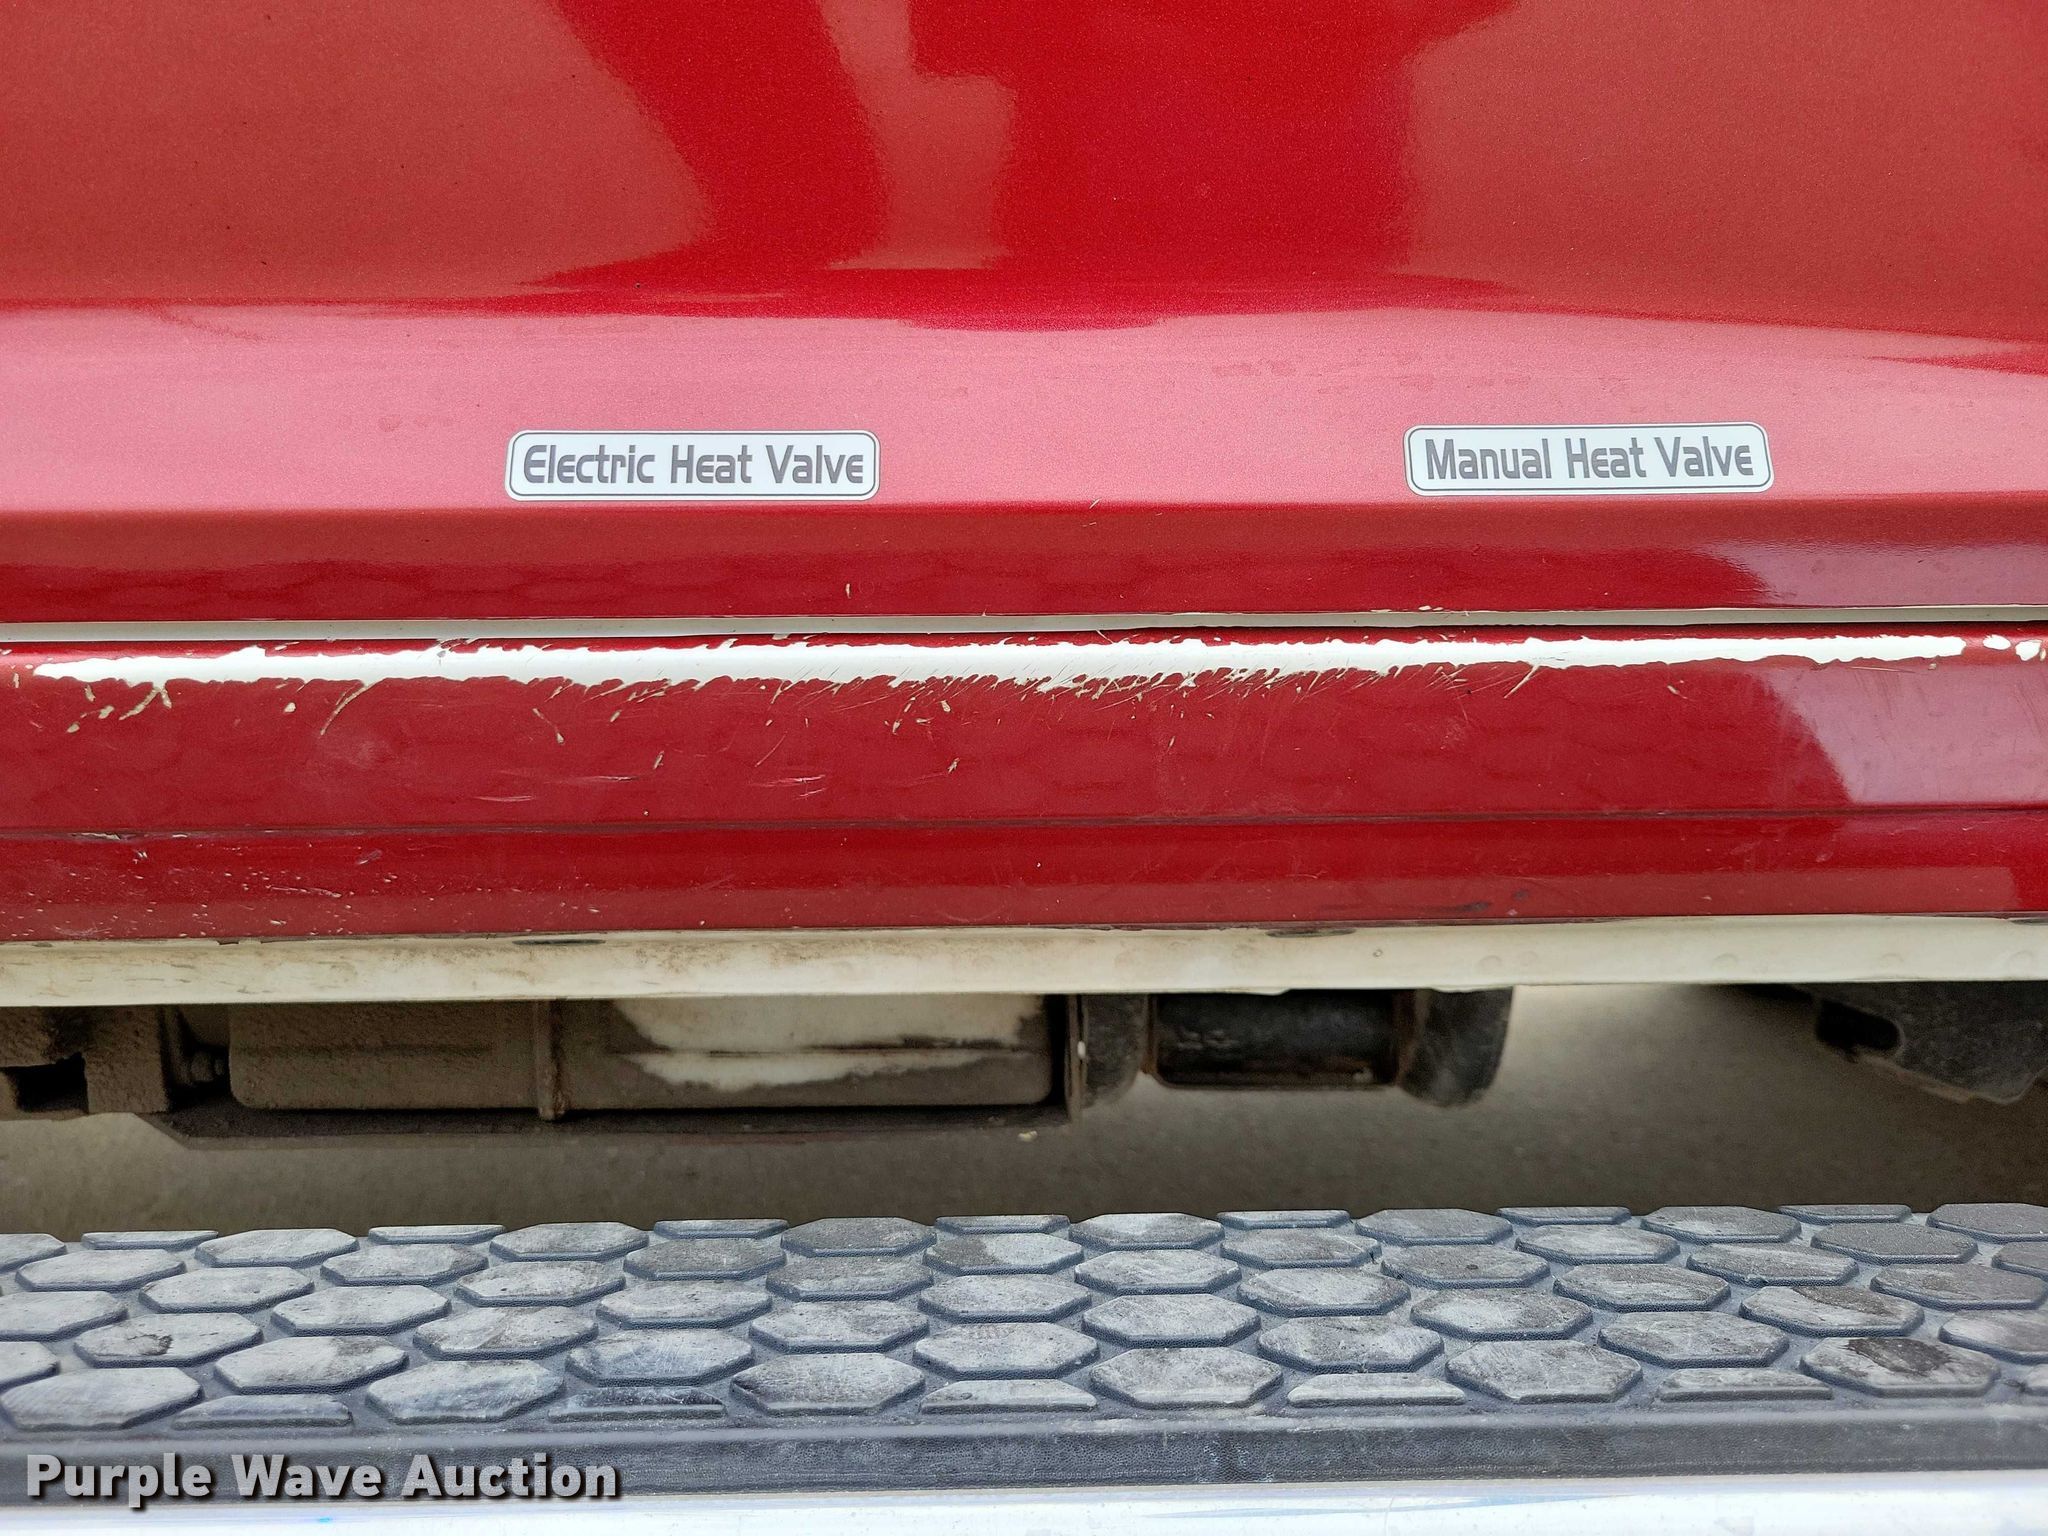 Electric Heat Valve
Manual Heat Valve
Purple Wave Auction